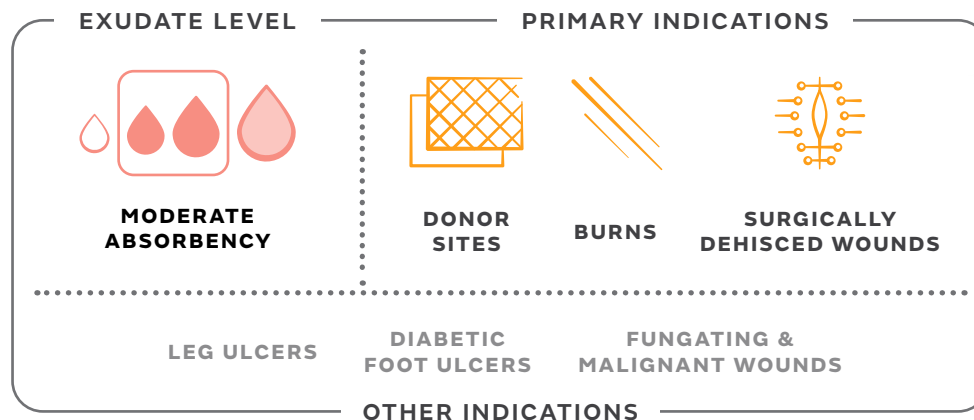 EXUDATE LEVEL
PRIMARY INDICATIONS
MODERATE
ABSORBENCY
DONOR
SITES
BURNS
SURGICALLY
DEHISCED WOUNDS
LEG ULCERS
DIABETIC
FOOT ULCERS
FUNGATING &
MALIGNANT WOUNDS
OTHER INDICATIONS